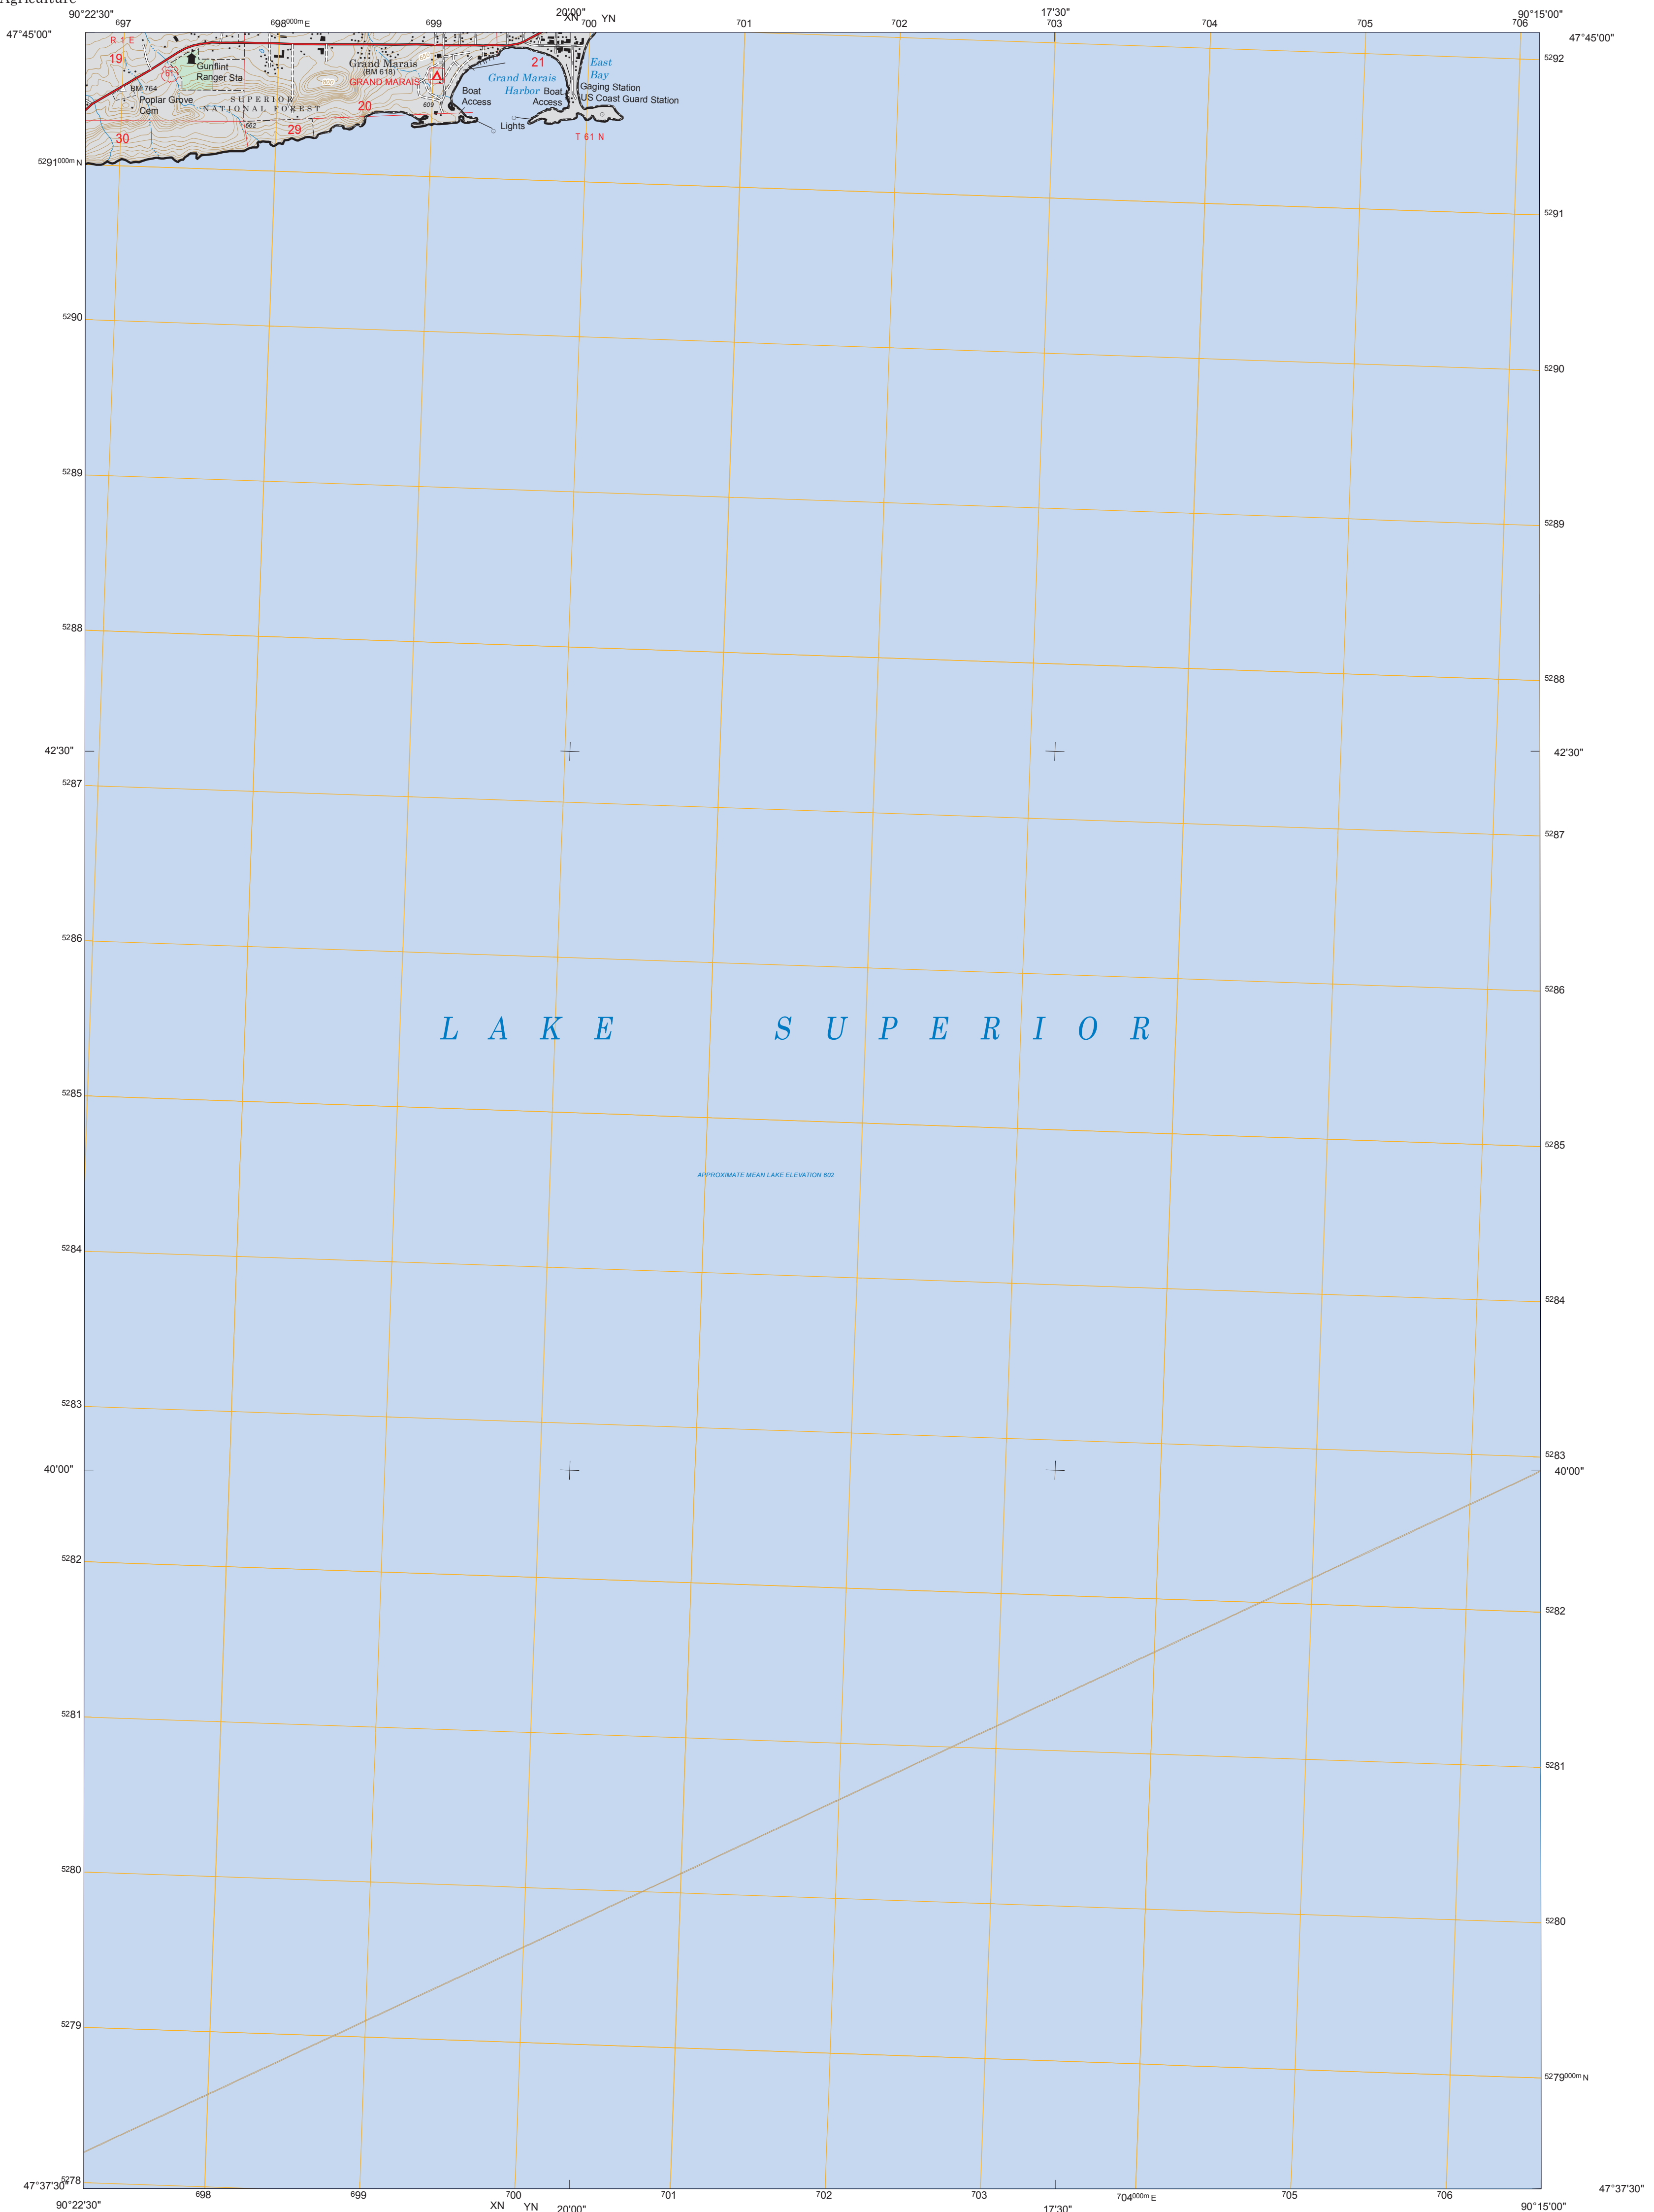 Agriculture
90°22'30"
20'00"
17'30"
90°15'00"
697
698000m E
699
XN
YN
700
701
702
703
704
705
706
47°45'00"
47°45'00"
R 1 E
19
61
Gunflint
Ranger Sta
BM 764
Poplar Grove
Cem
SUPERIOR
NATIONAL FOREST
662
29
30
20
Grand Marais
(BM 618)
GRAND MARAIS
609
Boat
Access
Grand Marais
Harbor
Boat
Access
21
East
Bay
Gaging Station
US Coast Guard Station
Lights
T 61 N
5292
5291000m N
5291
5290
5290
5289
5289
5288
5288
42'30"
42'30"
5287
5287
5286
5286
LAKE SUPERIOR
5285
5285
APPROXIMATE MEAN LAKE ELEVATION 602
5284
5284
5283
5283
40'00"
40'00"
5282
5282
5281
5281
5280
5280
5279
5279000m N
5278
47°37'30"
47°37'30"
698
699
700
701
702
703
704000m E
705
706
90°22'30"
XN
YN
20'00"
17'30"
90°15'00"